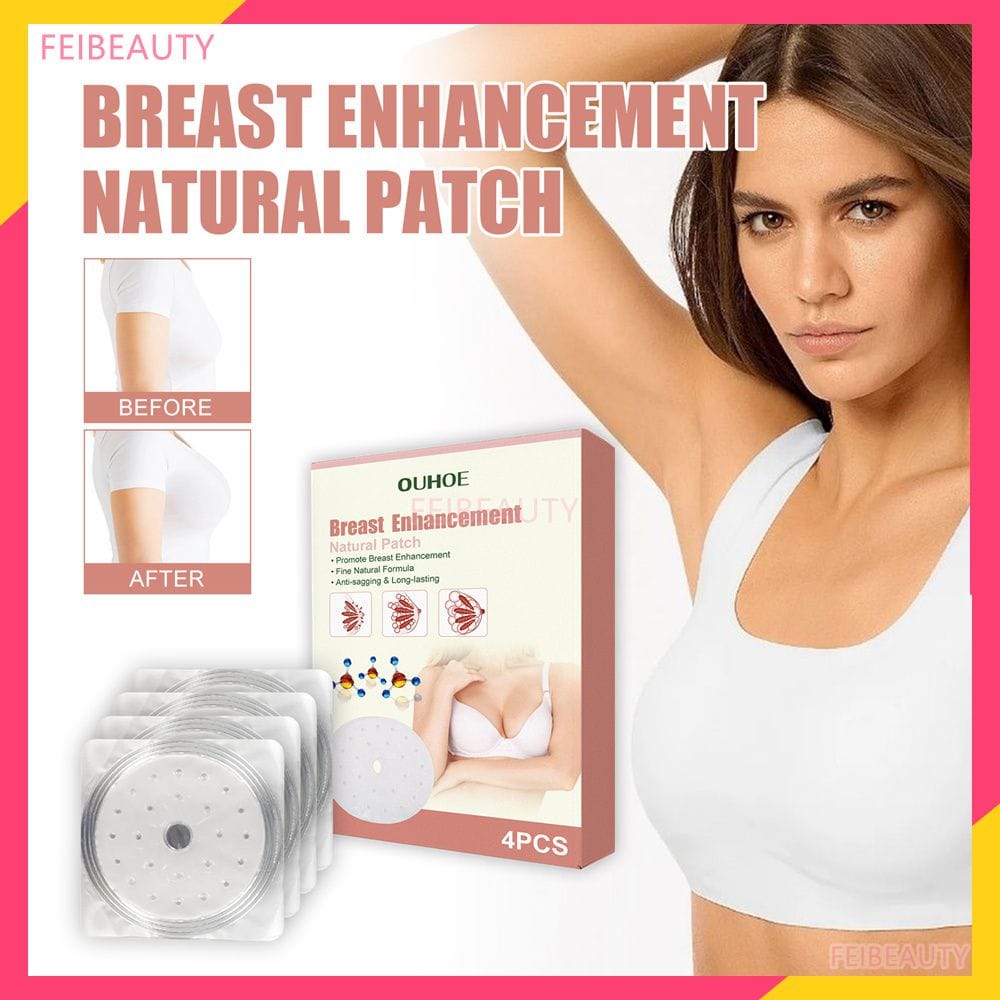 FEIBEAUTY
BREAST ENHANCEMENT
NATURAL PATCH
BEFORE
AFTER
OUHOE
FEIBEAUTY
Breast Enhancement
Natural Patch
• Promote Breast Enhancement
• Fine Natural Formula
• Anti-sagging & Long-lasting
4PCS
FEIBEAUTY